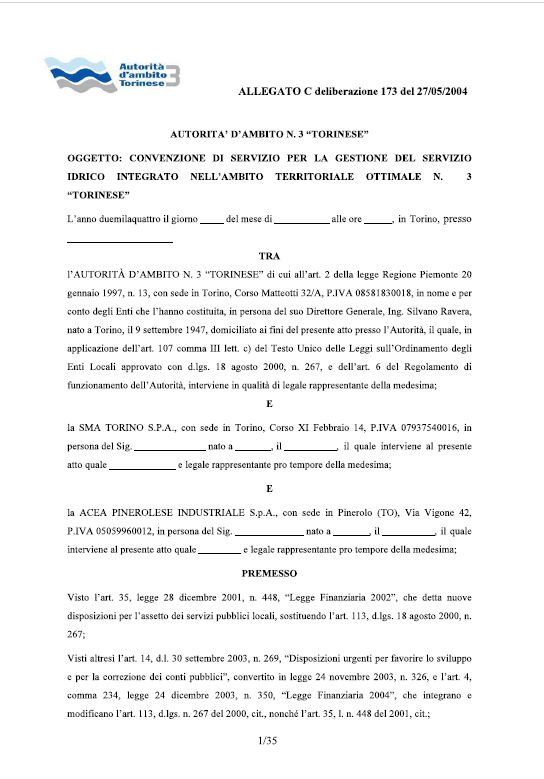 Autorità
d'ambito
Torinese 3
ALLEGATO C deliberazione 173 del 27/05/2004
AUTORITA' D'AMBITO N. 3 “TORINESE”
OGGETTO: CONVENZIONE DI SERVIZIO PER LA GESTIONE DEL SERVIZIO
IDRICO INTEGRATO NELL'AMBITO TERRITORIALE OTTIMALE N. 3
“TORINESE”
L'anno duemilaquattro il giorno _____ del mese di ___________ alle ore _____, in Torino, presso
____________________
TRA
l'AUTORITÀ D'AMBITO N. 3 “TORINESE” di cui all'art. 2 della legge Regione Piemonte 20
gennaio 1997, n. 13, con sede in Torino, Corso Matteotti 32/A, P.IVA 08581830018, in nome e per
conto degli Enti che l'hanno costituita, in persona del suo Direttore Generale, Ing. Silvano Ravera,
nato a Torino, il 9 settembre 1947, domiciliato ai fini del presente atto presso l'Autorità, il quale, in
applicazione dell'art. 107 comma III lett. c) del Testo Unico delle Leggi sull'Ordinamento degli
Enti Locali approvato con d.lgs. 18 agosto 2000, n. 267, e dell'art. 6 del Regolamento di
funzionamento dell'Autorità, interviene in qualità di legale rappresentante della medesima;
E
la SMA TORINO S.P.A., con sede in Torino, Corso XI Febbraio 14, P.IVA 07937540016, in
persona del Sig. ______________ nato a _______, il __________, il quale interviene al presente
atto quale _____________ e legale rappresentante pro tempore della medesima;
E
la ACEA PINEROLESE INDUSTRIALE S.p.A., con sede in Pinerolo (TO), Via Vigone 42,
P.IVA 05059960012, in persona del Sig. _____________ nato a _______, il __________, il quale
interviene al presente atto quale ________ e legale rappresentante pro tempore della medesima;
PREMESSO
Visto l'art. 35, legge 28 dicembre 2001, n. 448, “Legge Finanziaria 2002”, che detta nuove
disposizioni per l'assetto dei servizi pubblici locali, sostituendo l'art. 113, d.lgs. 18 agosto 2000, n.
267;
Visti altresì l'art. 14, d.l. 30 settembre 2003, n. 269, “Disposizioni urgenti per favorire lo sviluppo
e per la correzione dei conti pubblici”, convertito in legge 24 novembre 2003, n. 326, e l'art. 4,
comma 234, legge 24 dicembre 2003, n. 350, “Legge Finanziaria 2004”, che integrano e
modificano l'art. 113, d.lgs. n. 267 del 2000, cit., nonché l'art. 35, l. n. 448 del 2001, cit.;
1/35